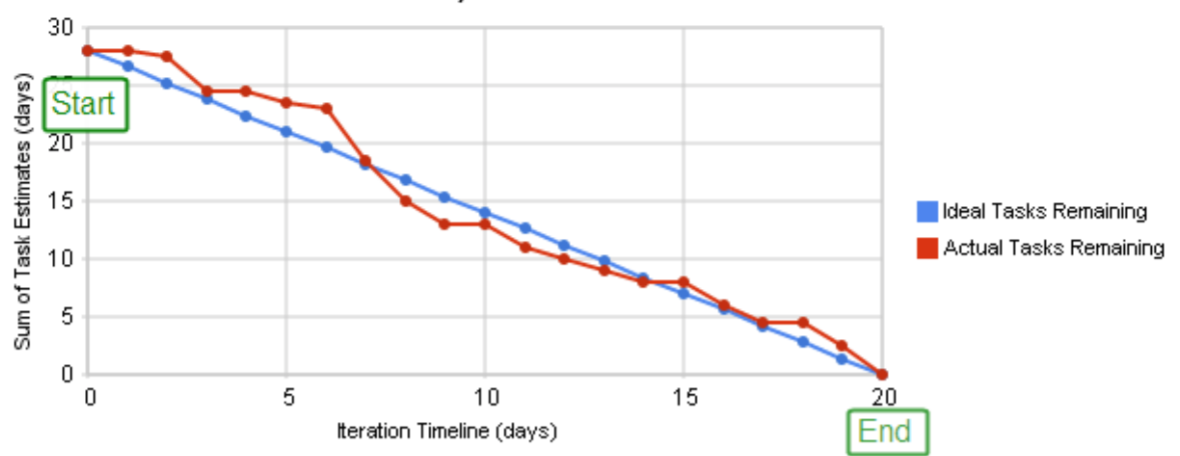 30
Start
20
15
10
5
0
Sum of Task Estimates (days)
0 5 10 15 20
End
Iteration Timeline (days)
Ideal Tasks Remaining
Actual Tasks Remaining